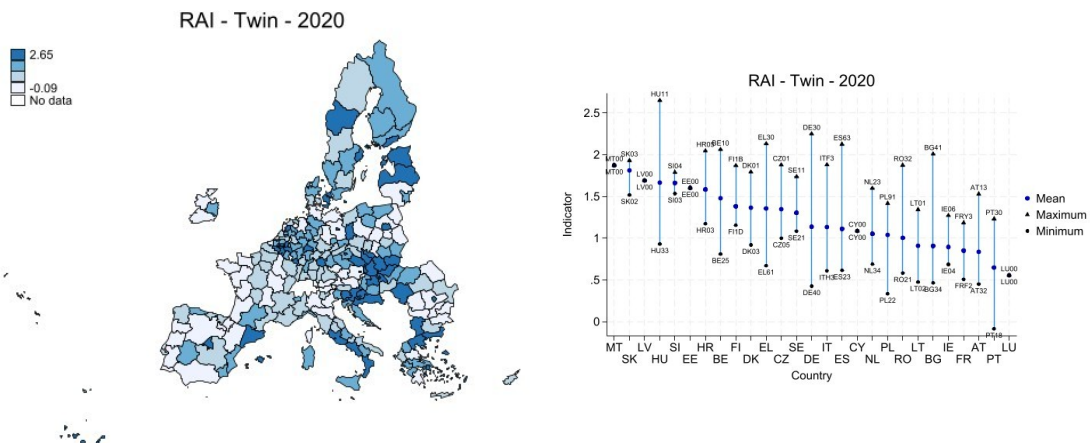 RAI - Twin - 2020
2.65
-0.09
No data
RAI - Twin - 2020
Indicator
2.5
2
1.5
1
.5
0
MT00
MT00
SK03
SK02
LV00
LV00
HU11
HU33
SI04
SI03
EE00
EE00
HR05
HR03
BE10
BE25
FI1B
FI1D
DK01
DK03
EL30
EL61
CZ01
CZ05
SE11
SE21
DE30
DE40
ITF3
ITH3
ES63
ES23
CY00
CY00
NL23
NL34
PL91
PL22
RO32
RO21
LT01
LT02
BG41
BG34
IE06
IE04
FRY3
FRF2
AT13
AT32
PT30
PT18
LU00
LU00
Mean
Maximum
Minimum
MT LV SI HR FI EL SE IT CY PL LT IE AT LU
SK HU EE BE DK CZ DE ES NL RO BG FR PT
Country